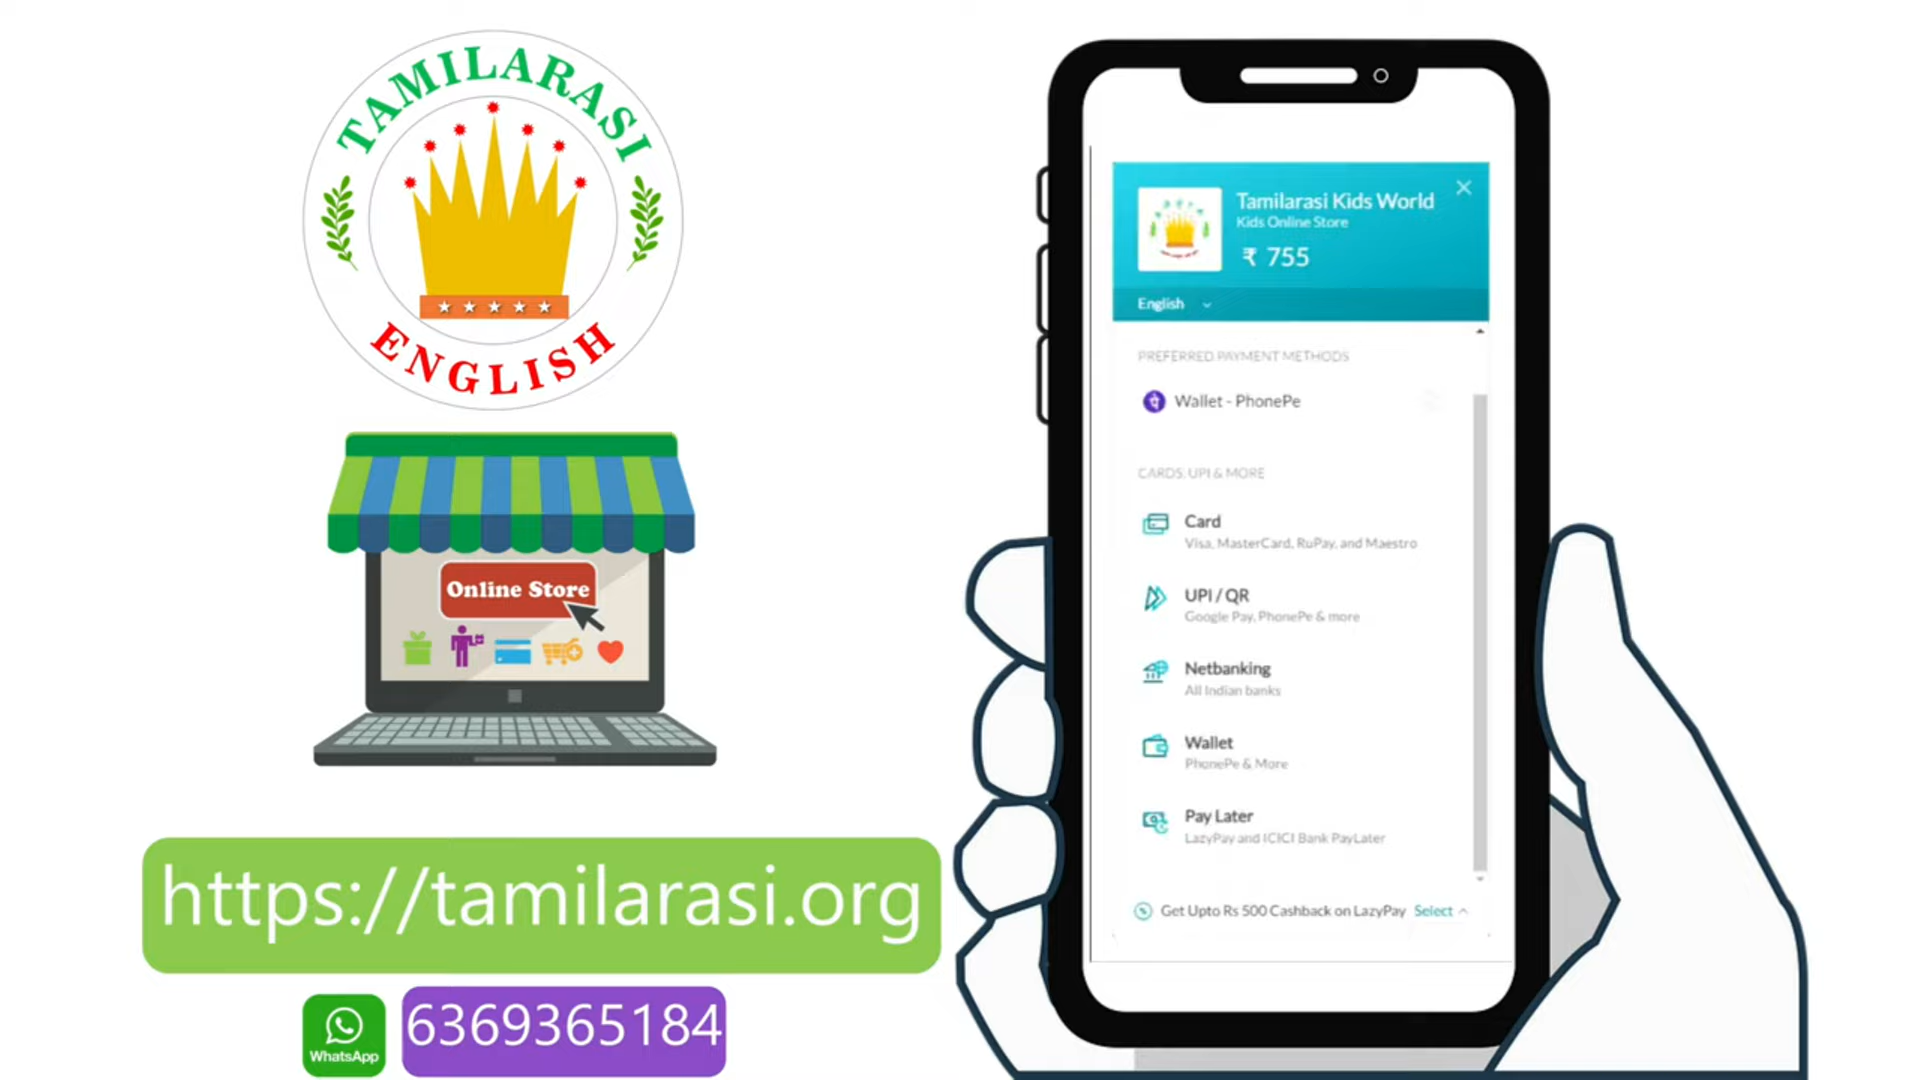 TAMILARASI
ENGLISH
Online Store
https://tamilarasi.org
WhatsApp
6369365184
Tamilarasi Kids World
Kids Online Store
₹ 755
English
PREFERRED PAYMENT METHODS
Wallet - PhonePe
CARDS, UPI & MORE
Card
Visa, MasterCard, RuPay, and Maestro
UPI / QR
Google Pay, PhonePe & more
Netbanking
All Indian banks
Wallet
PhonePe & More
Pay Later
LazyPay and ICICI Bank PayLater
Get Upto Rs 500 Cashback on LazyPay Select